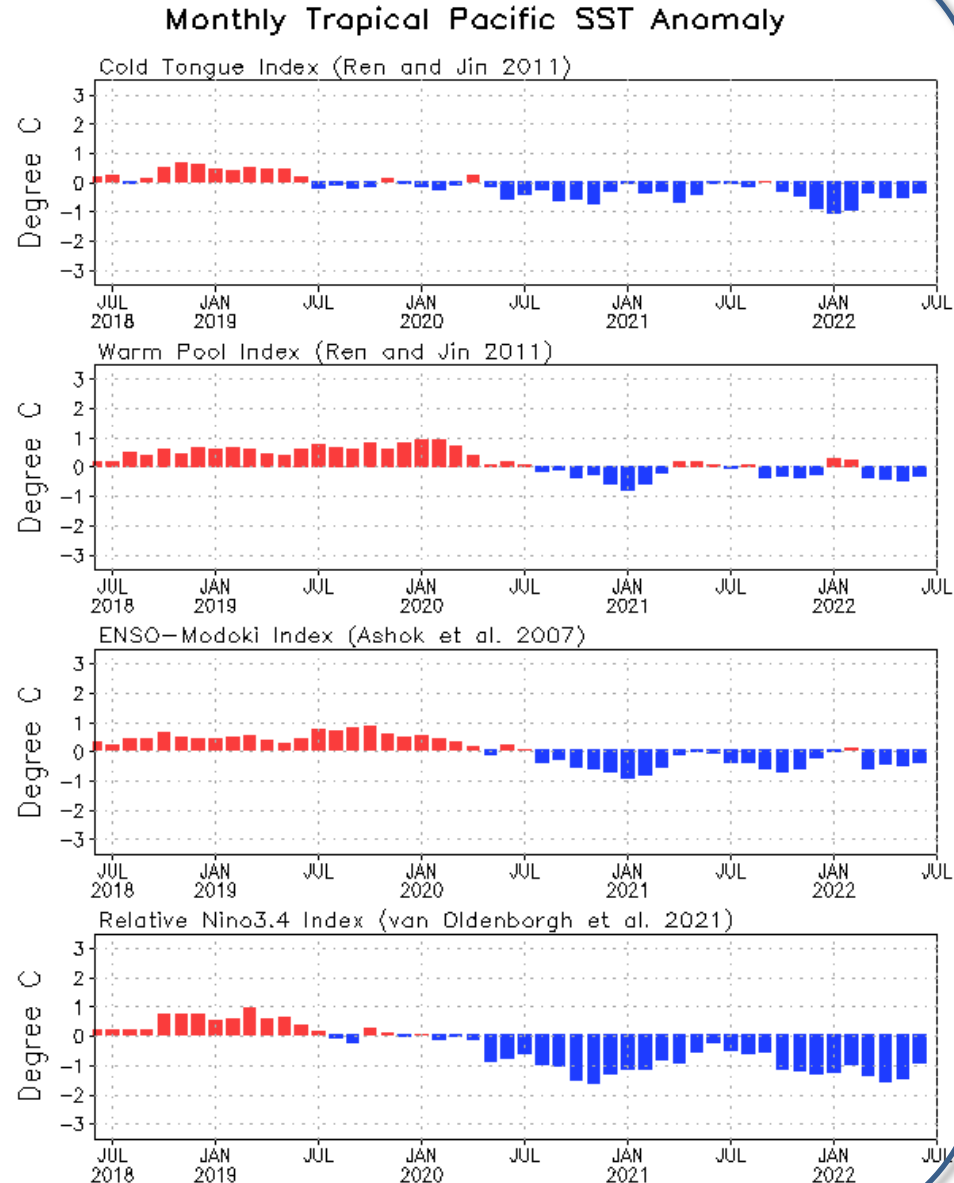 Monthly Tropical Pacific SST Anomaly
Cold Tongue Index (Ren and Jin 2011)
Degree C
3
2
1
0
-1
-2
-3
JUL JAN JUL JAN JUL JAN JUL JAN JUL
2018 2019 2020 2021 2022
Warm Pool Index (Ren and Jin 2011)
Degree C
3
2
1
0
-1
-2
-3
JUL JAN JUL JAN JUL JAN JUL JAN JUL
2018 2019 2020 2021 2022
ENSO-Modoki Index (Ashok et al. 2007)
Degree C
3
2
1
0
-1
-2
-3
JUL JAN JUL JAN JUL JAN JUL JAN JUL
2018 2019 2020 2021 2022
Relative Nino3.4 Index (van Oldenborgh et al. 2021)
Degree C
3
2
1
0
-1
-2
-3
JUL JAN JUL JAN JUL JAN JUL JAN JUL
2018 2019 2020 2021 2022